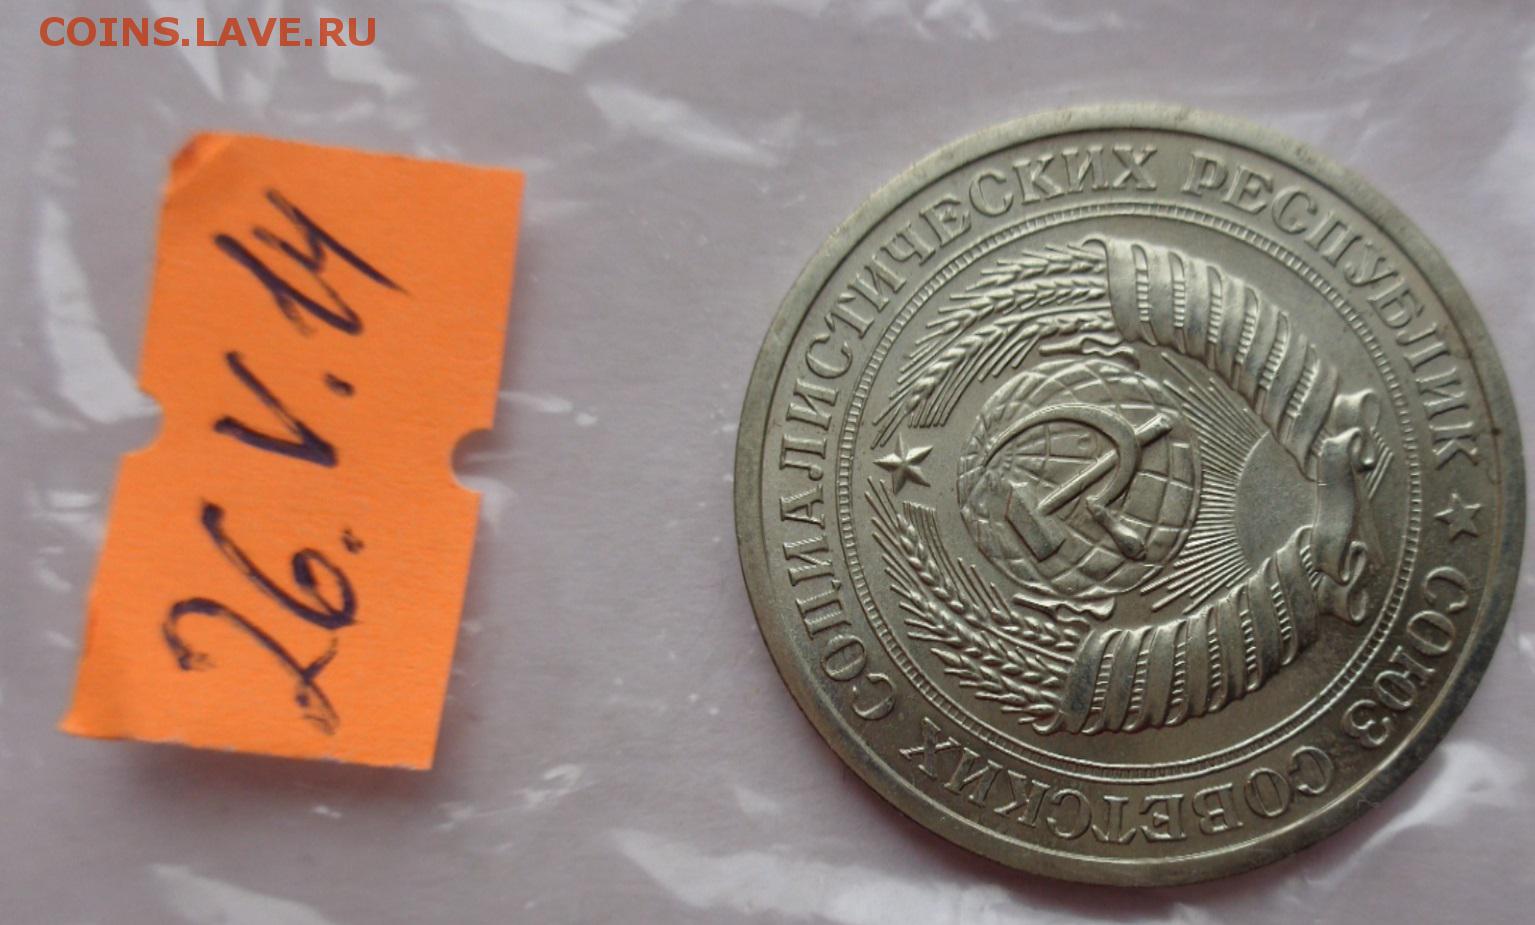 COINS.LAVE.RU
26.V.14
СОЮЗ СОВЕТСКИХ СОЦИАЛИСТИЧЕСКИХ РЕСПУБЛИК